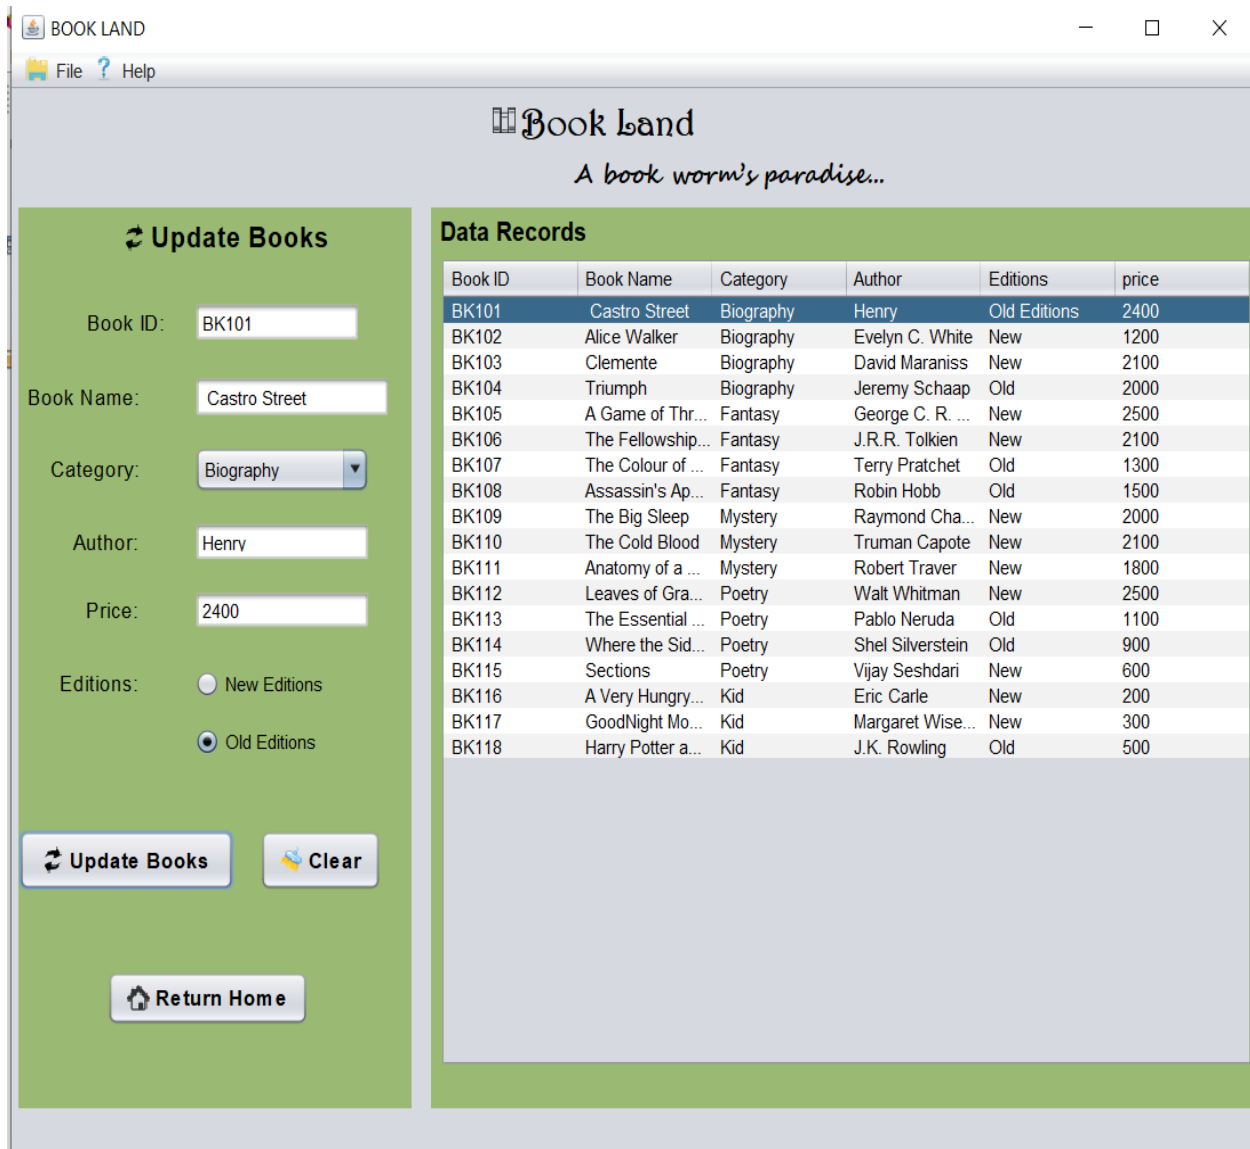 BOOK LAND
File Help
Book Land
A book worm's paradise...
Update Books
Book ID: BK101
Book Name: Castro Street
Category: Biography
Author: Henry
Price: 2400
Editions: New Editions
Old Editions
Update Books Clear
Return Home
Data Records
Book ID Book Name Category Author Editions price
BK101 Castro Street Biography Henry Old Editions 2400
BK102 Alice Walker Biography Evelyn C. White New 1200
BK103 Clemente Biography David Maraniss New 2100
BK104 Triumph Biography Jeremy Schaap Old 2000
BK105 A Game of Thr... Fantasy George C. R. ... New 2500
BK106 The Fellowship... Fantasy J.R.R. Tolkien New 2100
BK107 The Colour of ... Fantasy Terry Pratchet Old 1300
BK108 Assassin's Ap... Fantasy Robin Hobb Old 1500
BK109 The Big Sleep Mystery Raymond Cha... New 2000
BK110 The Cold Blood Mystery Truman Capote New 2100
BK111 Anatomy of a ... Mystery Robert Traver New 1800
BK112 Leaves of Gra... Poetry Walt Whitman New 2500
BK113 The Essential ... Poetry Pablo Neruda Old 1100
BK114 Where the Sid... Poetry Shel Silverstein Old 900
BK115 Sections Poetry Vijay Seshdari New 600
BK116 A Very Hungry... Kid Eric Carle New 200
BK117 GoodNight Mo... Kid Margaret Wise... New 300
BK118 Harry Potter a... Kid J.K. Rowling Old 500